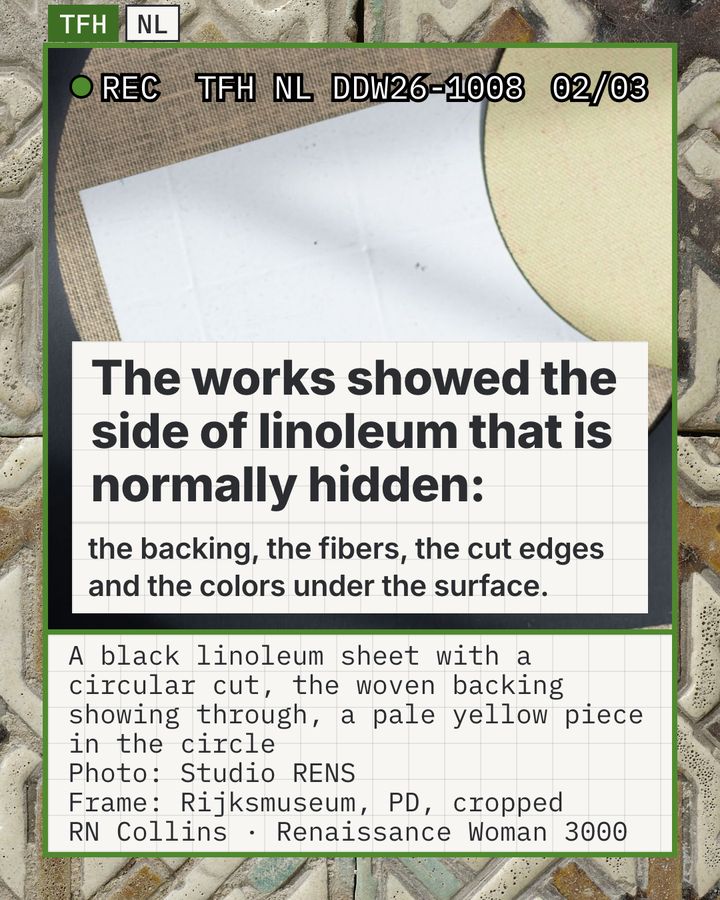 TFH NL
REC TFH NL DDW26-1008 02/03
The works showed the
side of linoleum that is
normally hidden:
the backing, the fibers, the cut edges
and the colors under the surface.
A black linoleum sheet with a
circular cut, the woven backing
showing through, a pale yellow piece
in the circle
Photo: Studio RENS
Frame: Rijksmuseum, PD, cropped
RN Collins · Renaissance Woman 3000